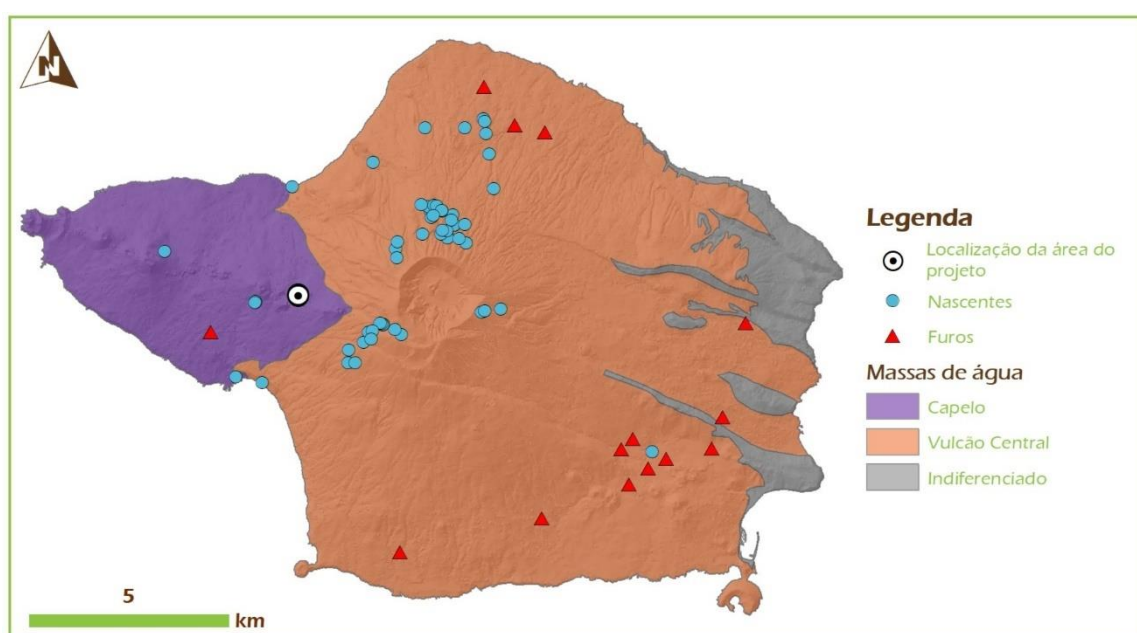 N
Legenda
Localização da área do
projeto
Nascentes
Furos
Massas de água
Capelo
Vulcão Central
Indiferenciado
5
km